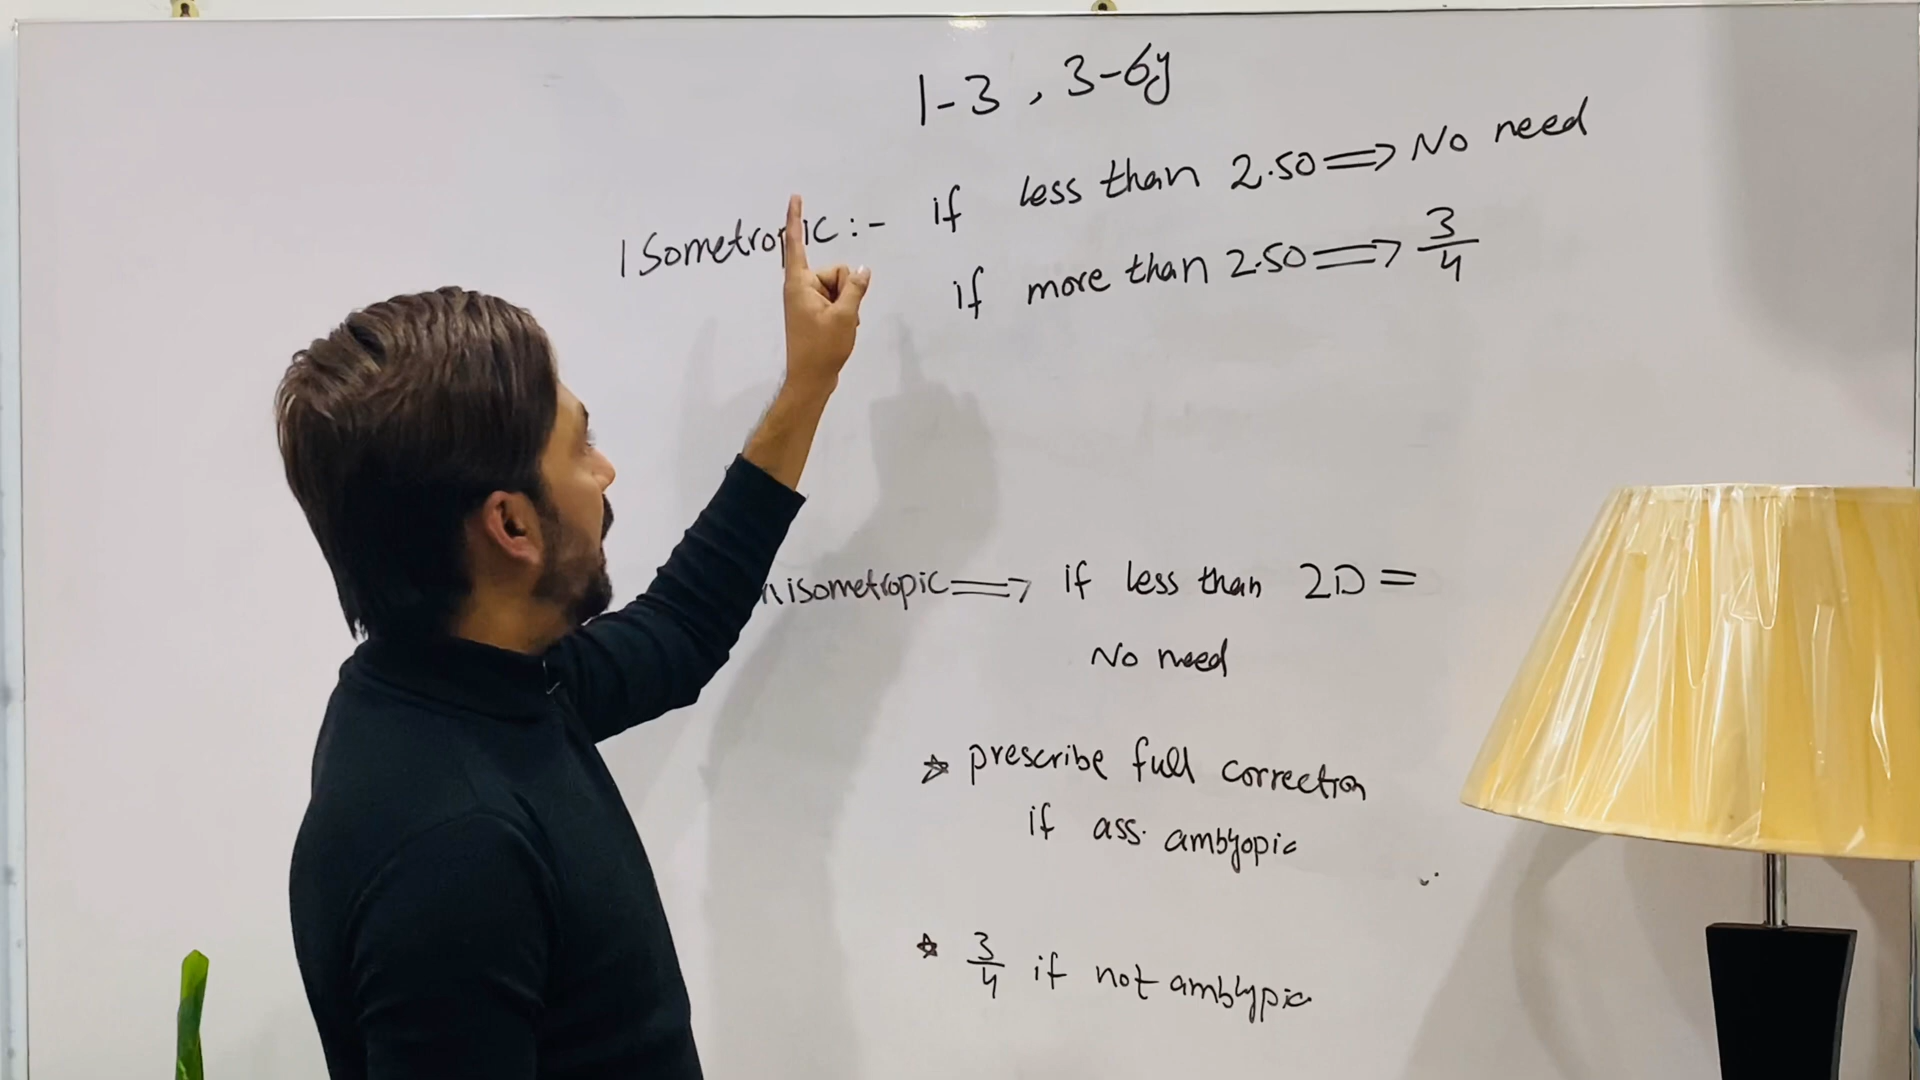 1-3, 3-6y
Isometropic:- if less than 2.50 ⇒ No need
if more than 2.50 ⇒ 3/4
nisometropic ⇒ if less than 2D =
No need
☆ prescribe full correction
if ass. ambyopic
☆ 3/4 if not amblypic